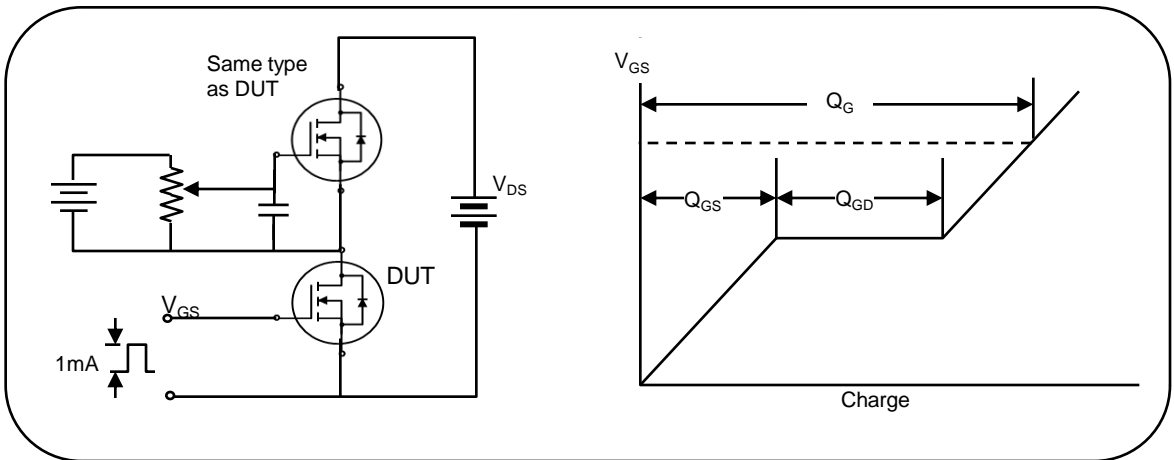 Same type
as DUT
V_DS
DUT
V_GS
1mA
V_GS
Q_G
Q_GS
Q_GD
Charge